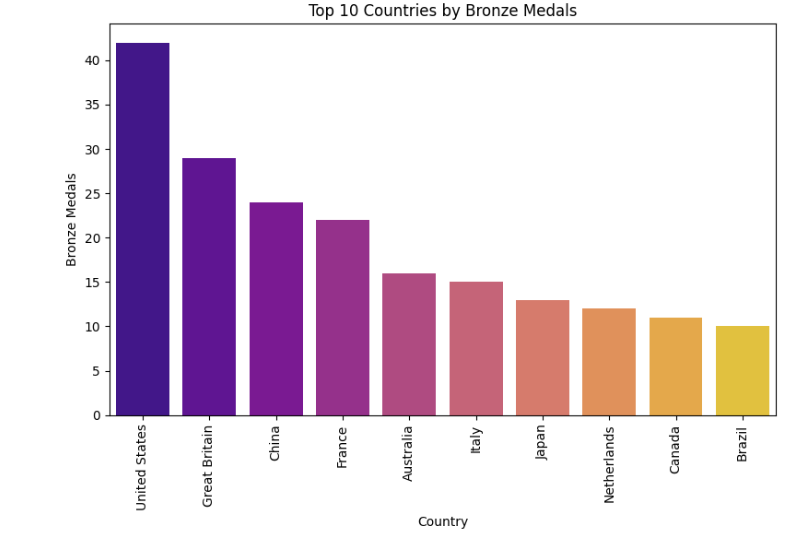 Top 10 Countries by Bronze Medals
Bronze Medals
40
35
30
25
20
15
10
5
0
United States
Great Britain
China
France
Australia
Italy
Japan
Netherlands
Canada
Brazil
Country